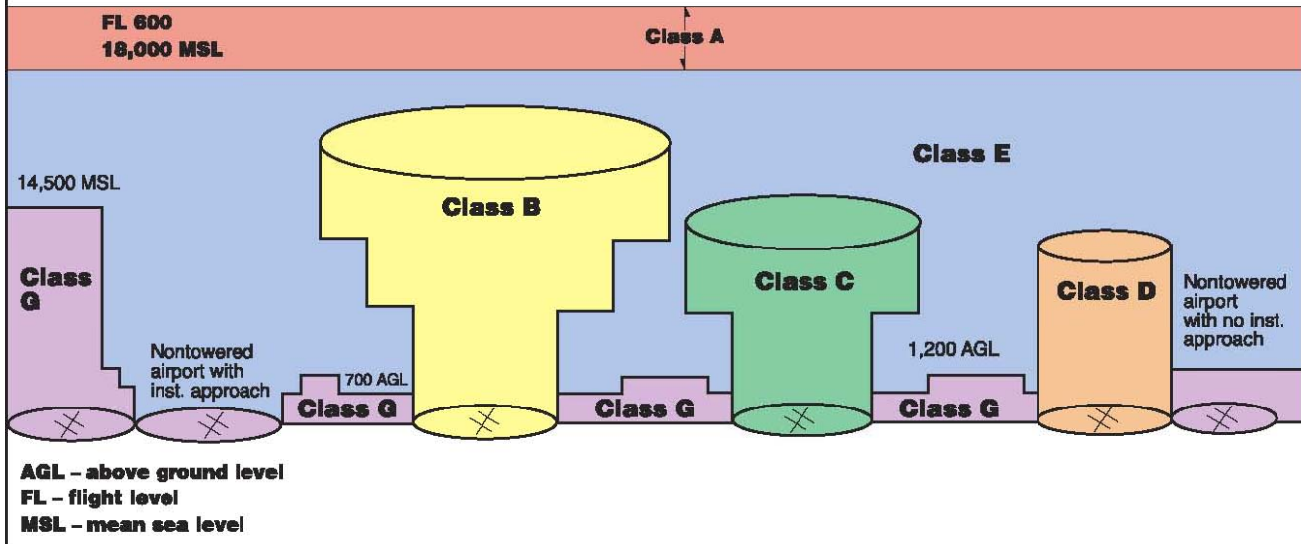 FL 600
18,000 MSL
Class A
Class E
14,500 MSL
Class B
Class
G
Class C
Class D
Nontowered
airport
with no inst.
approach
Nontowered
airport with
inst. approach
700 AGL
1,200 AGL
Class G
Class G
Class G
AGL – above ground level
FL – flight level
MSL – mean sea level